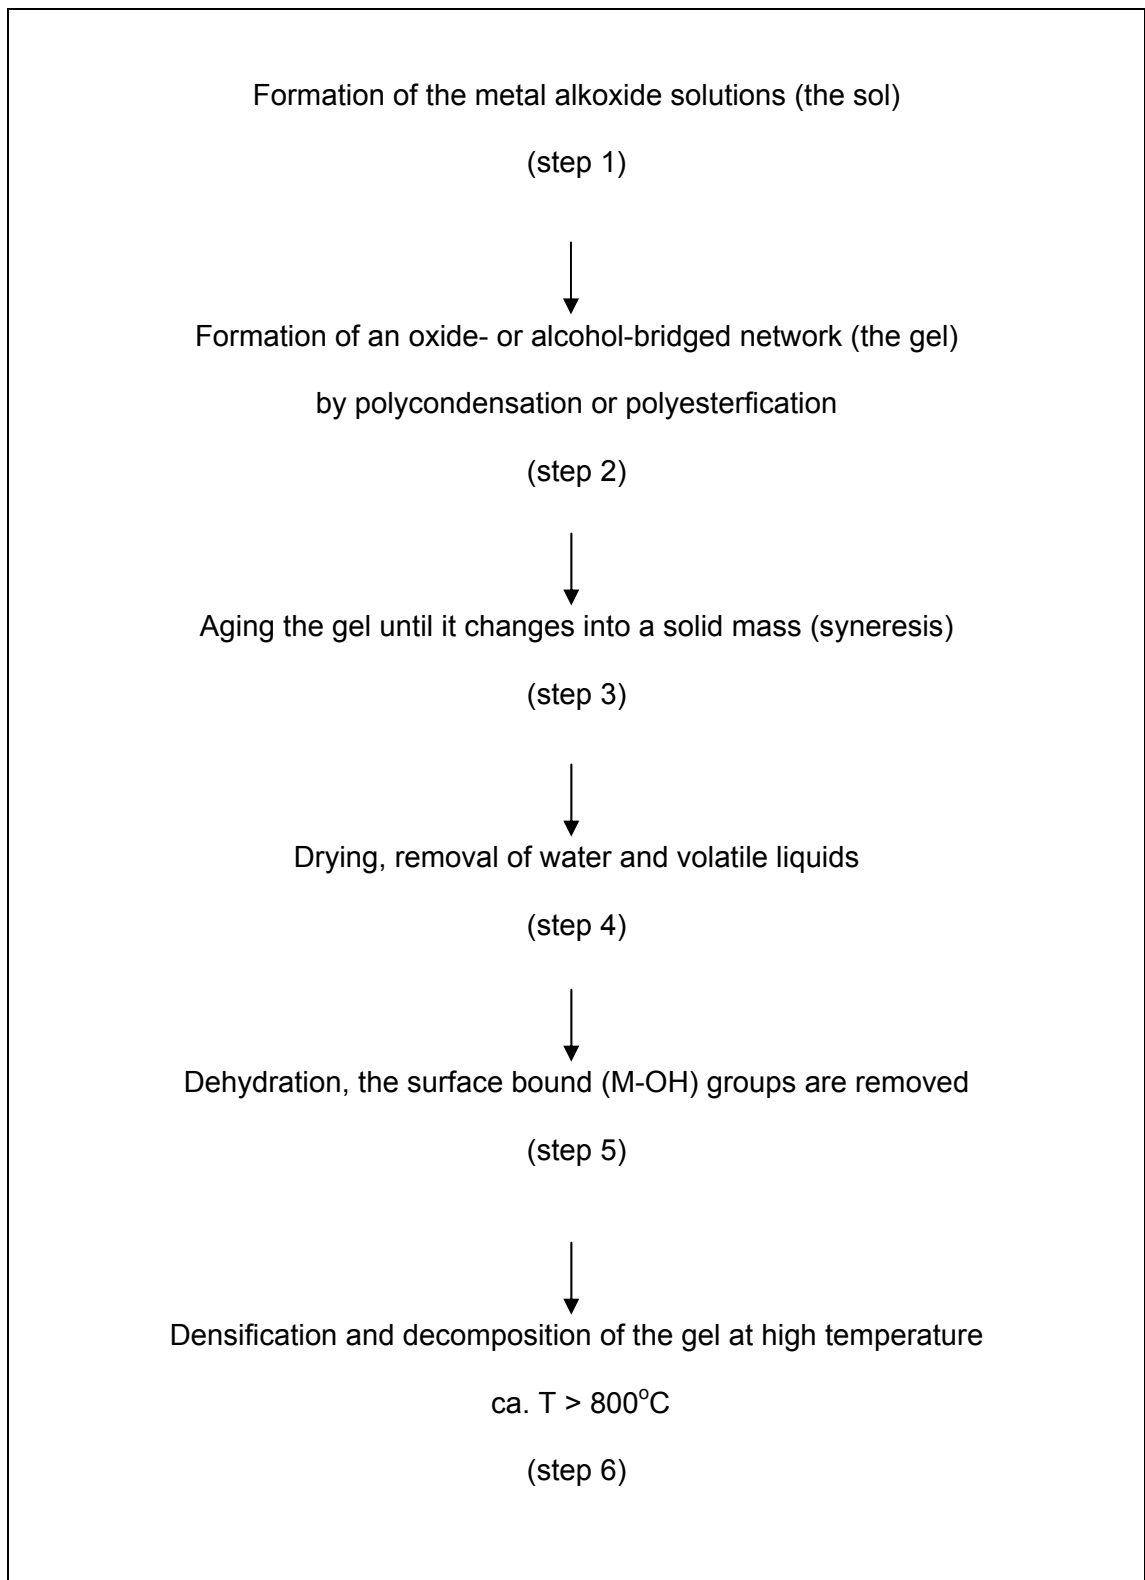 Formation of the metal alkoxide solutions (the sol)
(step 1)
Formation of an oxide- or alcohol-bridged network (the gel)
by polycondensation or polyesterfication
(step 2)
Aging the gel until it changes into a solid mass (syneresis)
(step 3)
Drying, removal of water and volatile liquids
(step 4)
Dehydration, the surface bound (M-OH) groups are removed
(step 5)
Densification and decomposition of the gel at high temperature
ca. T > 800°C
(step 6)